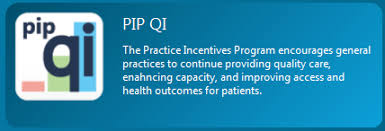 pip
qi
PIP QI
The Practice Incentives Program encourages general
practices to continue providing quality care,
enahncing capacity, and improving access and
health outcomes for patients.